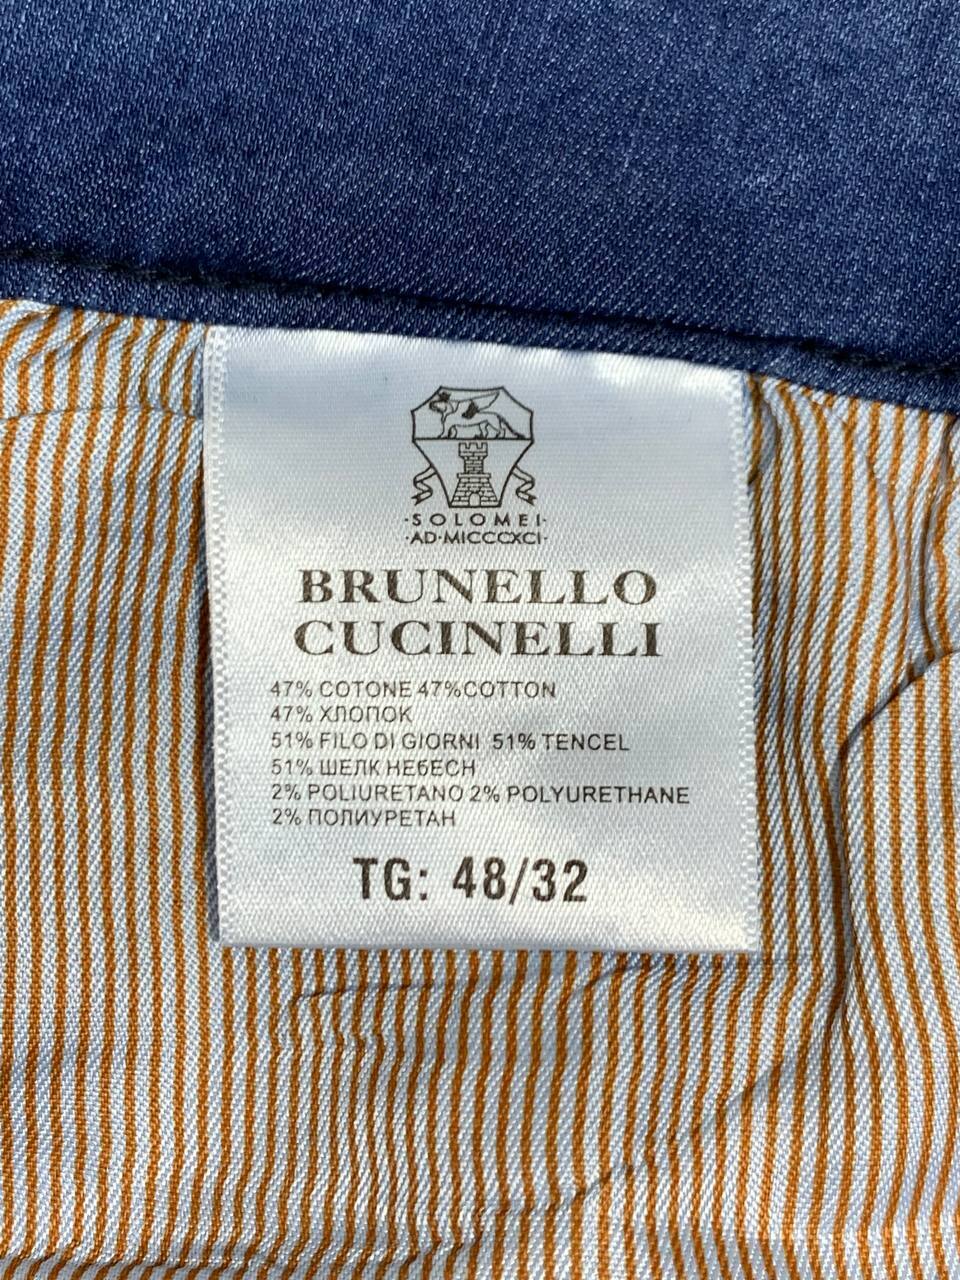 ·SOLOMEI·
·AD·MICCCXCI·
BRUNELLO
CUCINELLI
47% COTONE 47%COTTON
47% ХЛОПОК
51% FILO DI GIORNI 51% TENCEL
51% ШЕЛК НЕбЕСН
2% POLIURETANO 2% POLYURETHANE
2% ПОЛИУРЕТАН
TG: 48/32